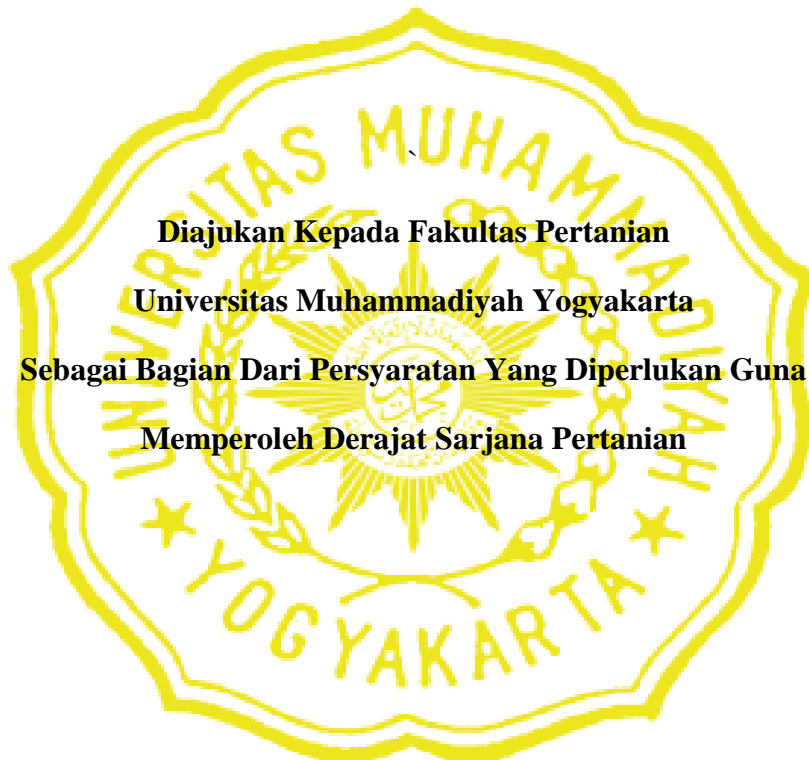 UNIVERSITAS MUHAMMADIYAH
`
Diajukan Kepada Fakultas Pertanian
Universitas Muhammadiyah Yogyakarta
Sebagai Bagian Dari Persyaratan Yang Diperlukan Guna
Memperoleh Derajat Sarjana Pertanian
★ YOGYAKARTA ★